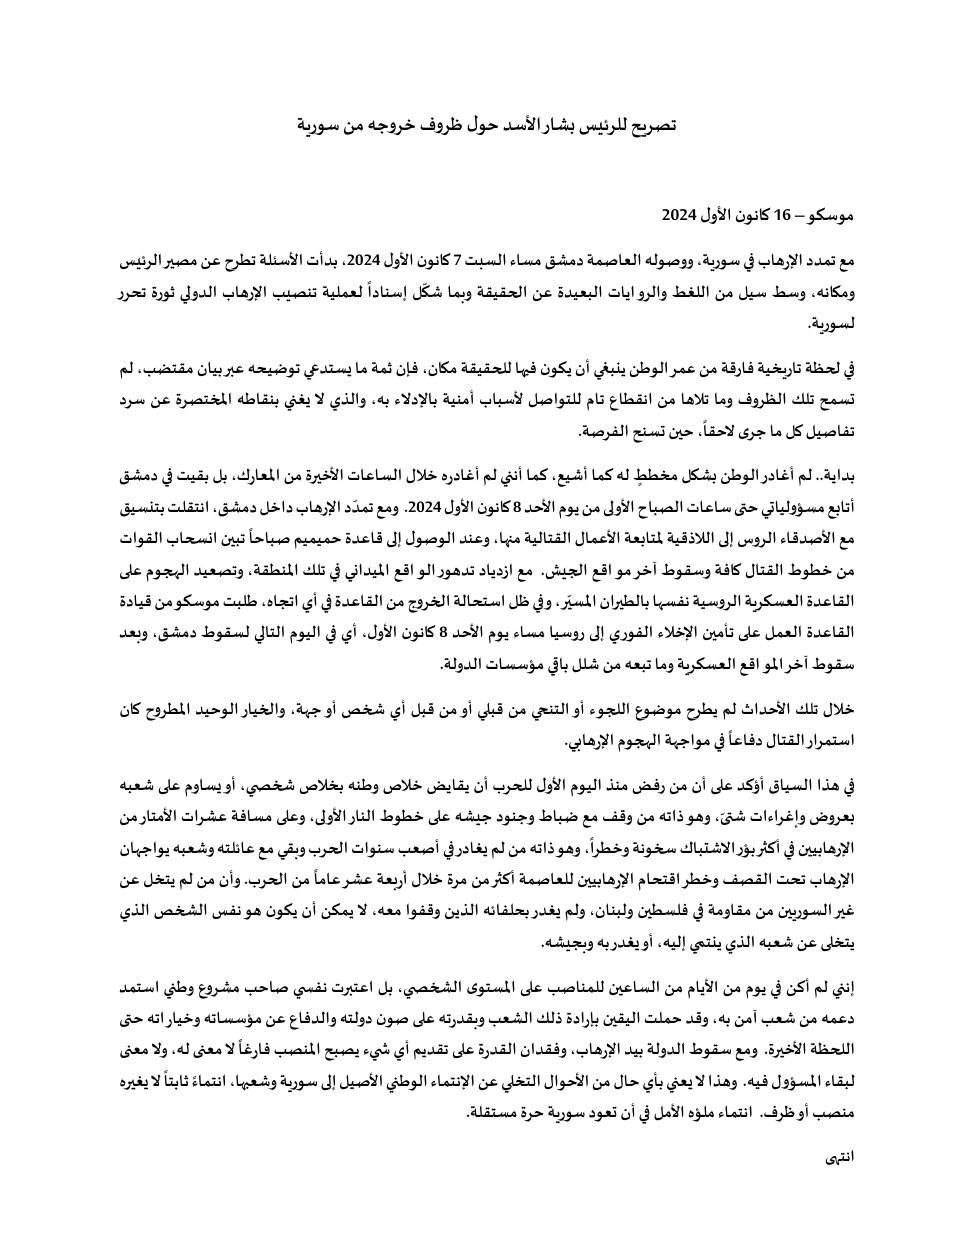 تصريح للرئيس بشار الأسد حول ظروف خروجه من سورية
موسكو – 16 كانون الأول 2024
مع تمدد الإرهاب في سورية، ووصوله العاصمة دمشق مساء السبت 7 كانون الأول 2024، بدأت الأسئلة تطرح عن مصير الرئيس
ومكانه، وسط سيل من اللغط والروايات البعيدة عن الحقيقة وبما شكّل إسناداً لعملية تنصيب الإرهاب الدولي ثورة تحرر
لسورية.
في لحظة تاريخية فارقة من عمر الوطن ينبغي أن يكون فيها للحقيقة مكان، فإن ثمة ما يستدعي توضيحه عبر بيان مقتضب، لم
تسمح تلك الظروف وما تلاها من انقطاع تام للتواصل لأسباب أمنية بالإدلاء به، والذي لا يغني بنقاطه المختصرة عن سرد
تفاصيل كل ما جرى لاحقاً، حين تسنح الفرصة.
بداية.. لم أغادر الوطن بشكل مخططٍ له كما أشيع، كما أنني لم أغادره خلال الساعات الأخيرة من المعارك، بل بقيت في دمشق
أتابع مسؤولياتي حتى ساعات الصباح الأولى من يوم الأحد 8 كانون الأول 2024. ومع تمدّد الإرهاب داخل دمشق، انتقلت بتنسيق
مع الأصدقاء الروس إلى اللاذقية لمتابعة الأعمال القتالية منها، وعند الوصول إلى قاعدة حميميم صباحاً تبين انسحاب القوات
من خطوط القتال كافة وسقوط آخر مواقع الجيش. مع ازدياد تدهور الواقع الميداني في تلك المنطقة، وتصعيد الهجوم على
القاعدة العسكرية الروسية نفسها بالطيران المسيّر، وفي ظل استحالة الخروج من القاعدة في أي اتجاه، طلبت موسكو من قيادة
القاعدة العمل على تأمين الإخلاء الفوري إلى روسيا مساء يوم الأحد 8 كانون الأول، أي في اليوم التالي لسقوط دمشق، وبعد
سقوط آخر المواقع العسكرية وما تبعه من شلل باقي مؤسسات الدولة.
خلال تلك الأحداث لم يطرح موضوع اللجوء أو التنحي من قبلي أو من قبل أي شخص أو جهة، والخيار الوحيد المطروح كان
استمرار القتال دفاعاً في مواجهة الهجوم الإرهابي.
في هذا السياق أؤكد على أن من رفض منذ اليوم الأول للحرب أن يقايض خلاص وطنه بخلاص شخصي، أو يساوم على شعبه
بعروض وإغراءات شتىّ، وهو ذاته من وقف مع ضباط وجنود جيشه على خطوط النار الأولى، وعلى مسافة عشرات الأمتار من
الإرهابيين في أكثر بؤر الاشتباك سخونة وخطراً، وهو ذاته من لم يغادر في أصعب سنوات الحرب وبقي مع عائلته وشعبه يواجهان
الإرهاب تحت القصف وخطر اقتحام الإرهابيين للعاصمة أكثر من مرة خلال أربعة عشر عاماً من الحرب. وأن من لم يتخل عن
غير السوريين من مقاومة في فلسطين ولبنان، ولم يغدر بحلفائه الذين وقفوا معه، لا يمكن أن يكون هو نفس الشخص الذي
يتخلى عن شعبه الذي ينتمي إليه، أو يغدر به وبجيشه.
إنني لم أكن في يوم من الأيام من الساعين للمناصب على المستوى الشخصي، بل اعتبرت نفسي صاحب مشروع وطني استمد
دعمه من شعب آمن به، وقد حملت اليقين بإرادة ذلك الشعب وبقدرته على صون دولته والدفاع عن مؤسساته وخياراته حتى
اللحظة الأخيرة. ومع سقوط الدولة بيد الإرهاب، وفقدان القدرة على تقديم أي شيء يصبح المنصب فارغاً لا معنى له، ولا معنى
لبقاء المسؤول فيه. وهذا لا يعني بأي حال من الأحوال التخلي عن الإنتماء الوطني الأصيل إلى سورية وشعبها، انتماءً ثابتاً لا يغيره
منصب أو ظرف. انتماء ملؤه الأمل في أن تعود سورية حرة مستقلة.
انتهى